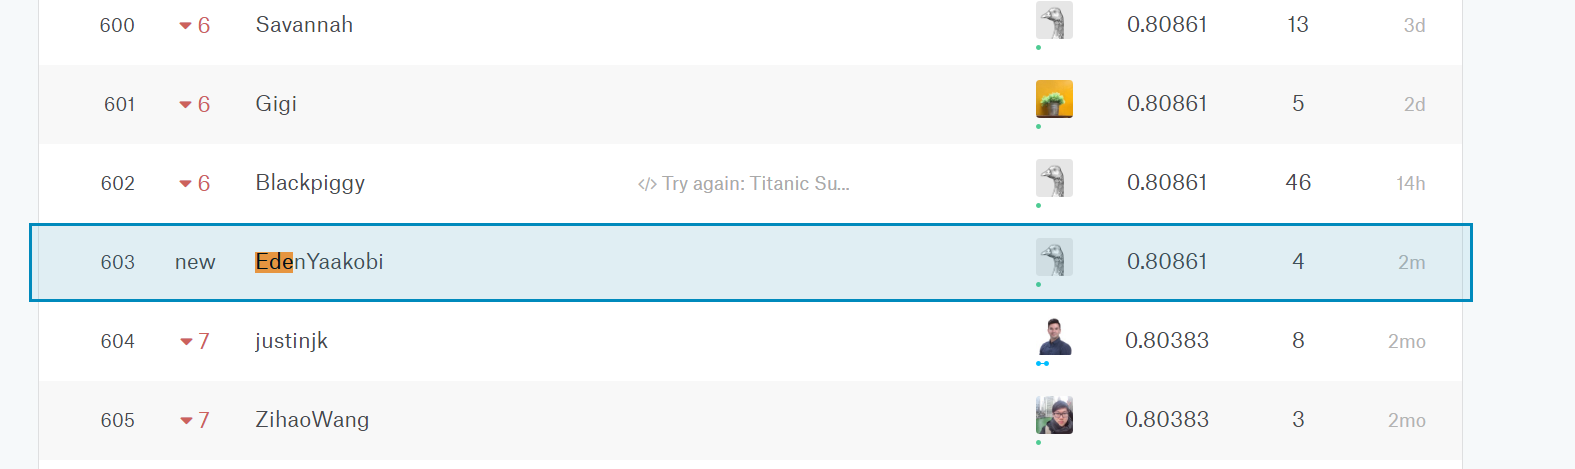 600 6 Savannah 0.80861 13 3d
601 6 Gigi 0.80861 5 2d
602 6 Blackpiggy </> Try again: Titanic Su... 0.80861 46 14h
603 new EdenYaakobi 0.80861 4 2m
604 7 justinjk 0.80383 8 2mo
605 7 ZihaoWang 0.80383 3 2mo